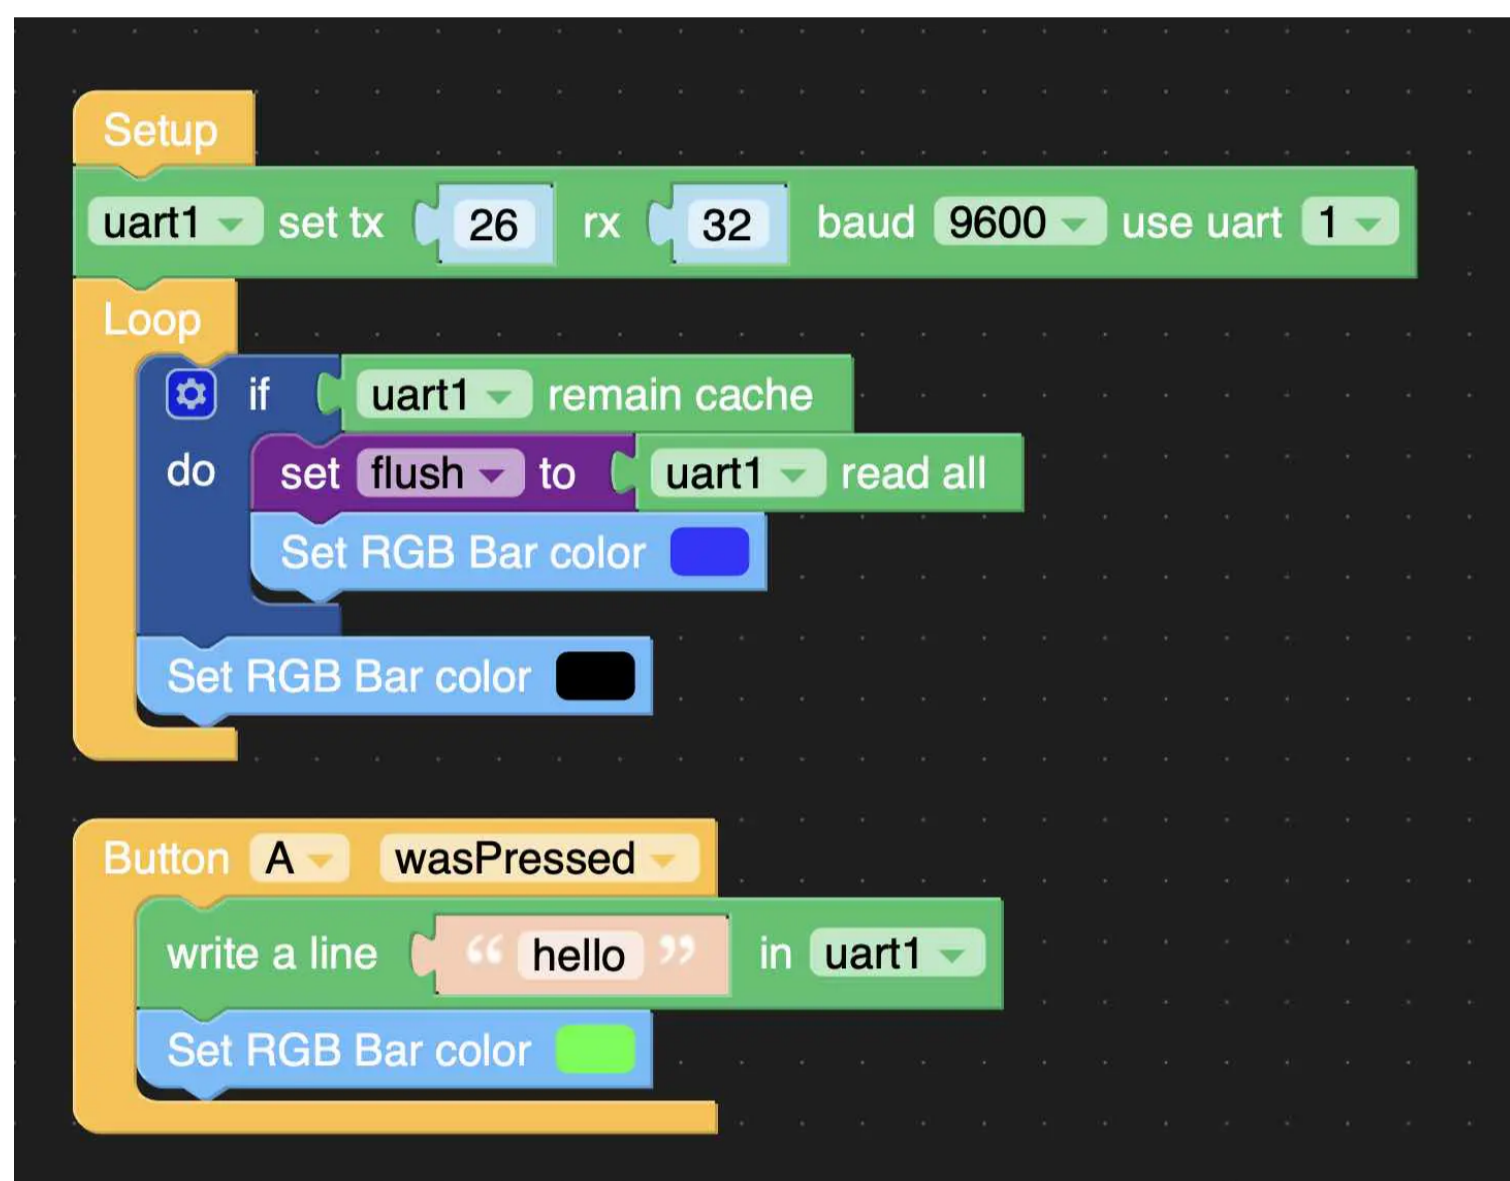 Setup
uart1 set tx 26 rx 32 baud 9600 use uart 1
Loop
if uart1 remain cache
do set flush to uart1 read all
Set RGB Bar color
Set RGB Bar color
Button A wasPressed
write a line “ hello ” in uart1
Set RGB Bar color